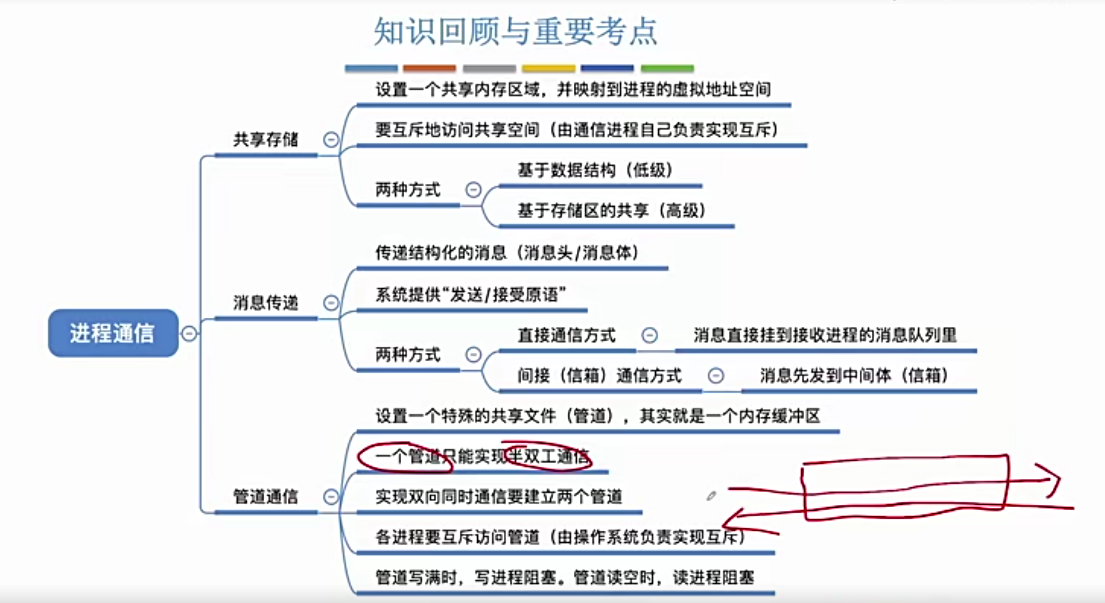 知识回顾与重要考点
设置一个共享内存区域，并映射到进程的虚拟地址空间
共享存储
要互斥地访问共享空间（由通信进程自己负责实现互斥）
两种方式
基于数据结构（低级）
基于存储区的共享（高级）
传递结构化的消息（消息头/消息体）
消息传递
系统提供“发送/接受原语”
两种方式
直接通信方式
消息直接挂到接收进程的消息队列里
间接（信箱）通信方式
消息先发到中间体（信箱）
进程通信
设置一个特殊的共享文件（管道），其实就是一个内存缓冲区
一个管道只能实现半双工通信
管道通信
实现双向同时通信要建立两个管道
各进程要互斥访问管道（由操作系统负责实现互斥）
管道写满时，写进程阻塞。管道读空时，读进程阻塞